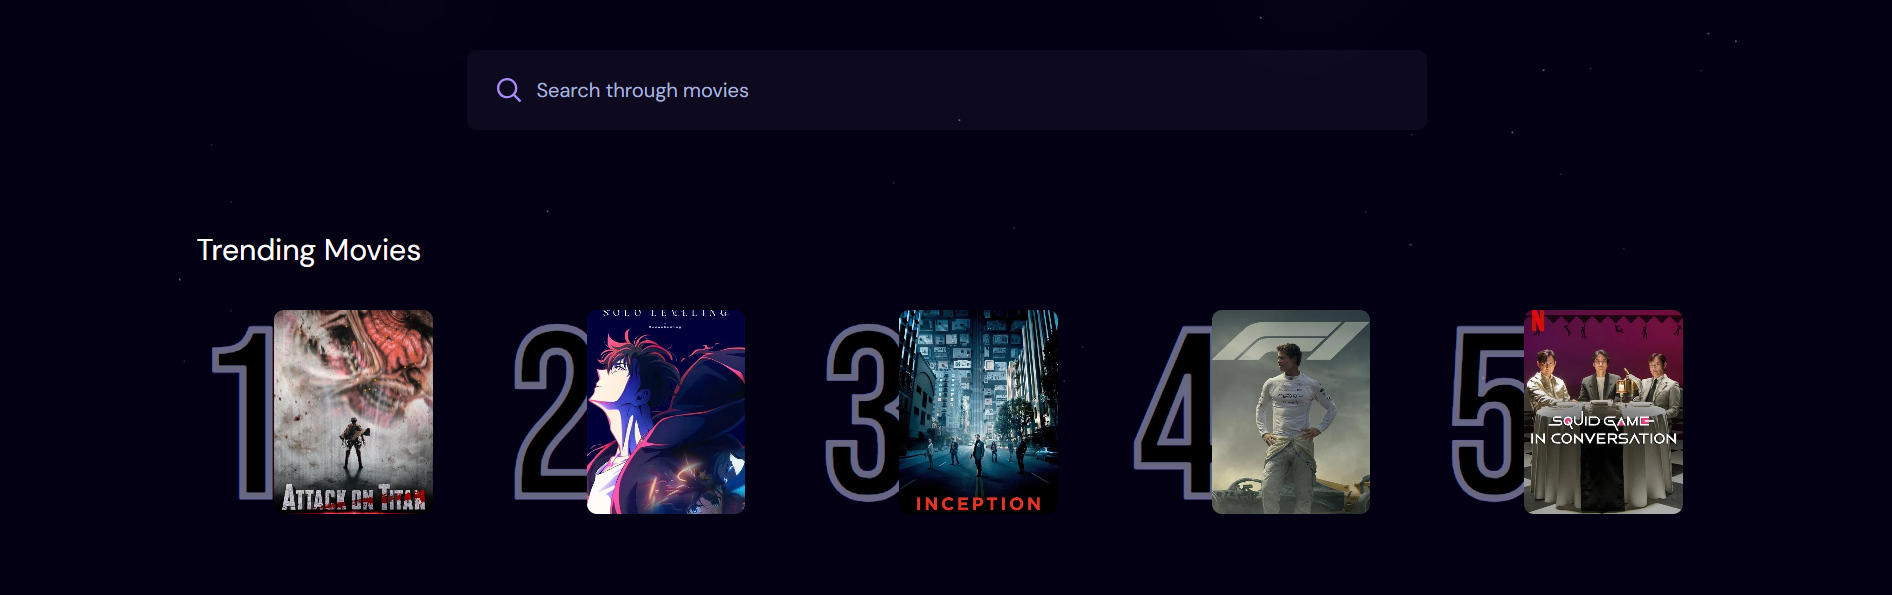 Search through movies
Trending Movies
1
SOLO LEVELING
2
3
4
5
N
ATTACK ON TITAN
INCEPTION
F1
SQUID GAME
IN CONVERSATION